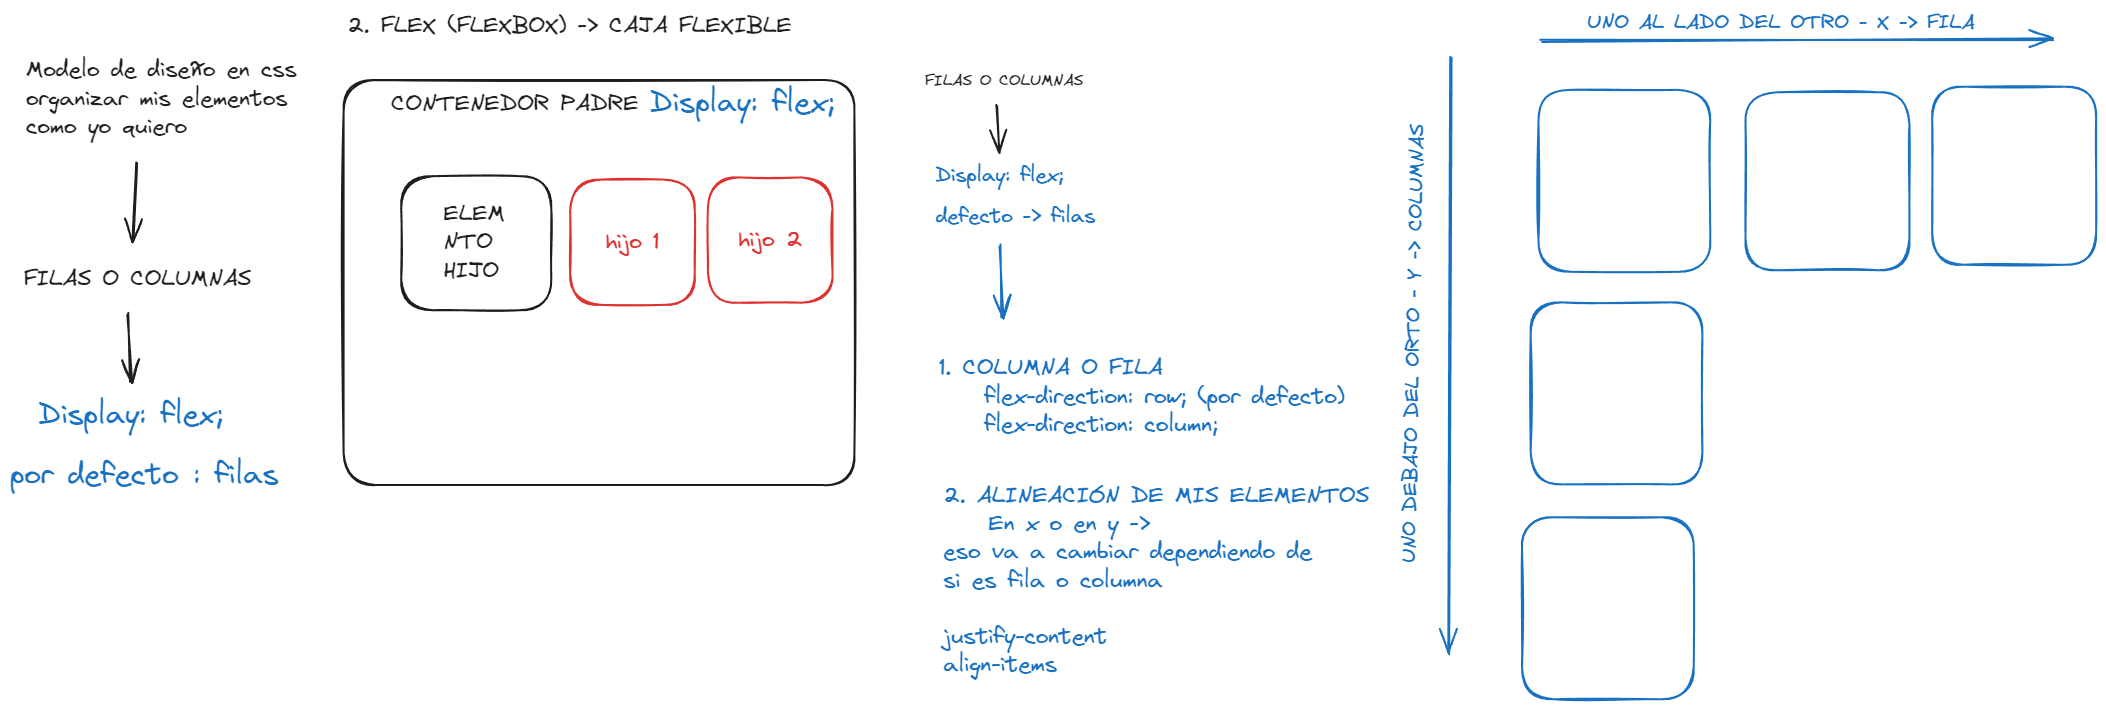 2. FLEX (FLEXBOX) -> CAJA FLEXIBLE
Modelo de diseño en css
organizar mis elementos
como yo quiero
FILAS O COLUMNAS
Display: flex;
por defecto : filas
CONTENEDOR PADRE Display: flex;
ELEM
NTO
HIJO
hijo 1
hijo 2
FILAS O COLUMNAS
Display: flex;
defecto -> filas
1. COLUMNA O FILA
flex-direction: row; (por defecto)
flex-direction: column;
2. ALINEACIÓN DE MIS ELEMENTOS
En x o en y ->
eso va a cambiar dependiendo de
si es fila o columna
justify-content
align-items
UNO DEBAJO DEL ORTO - Y -> COLUMNAS
UNO AL LADO DEL OTRO - X -> FILA